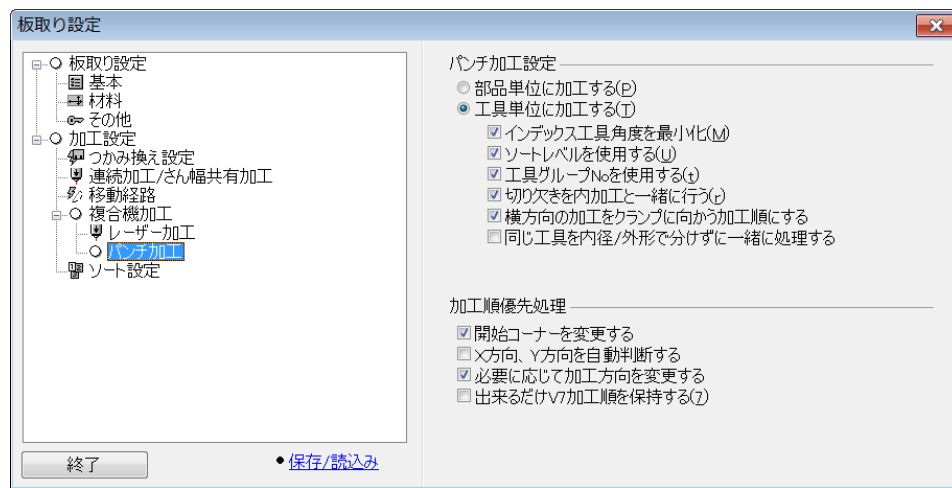 板取り設定
板取り設定
基本
材料
その他
加工設定
つかみ換え設定
連続加工/さん幅共有加工
移動経路
複合機加工
レーザー加工
パンチ加工
ソート設定
終了
保存/読込み
パンチ加工設定
部品単位に加工する(P)
工具単位に加工する(T)
インデックス工具角度を最小化(M)
ソートレベルを使用する(U)
工具グループNoを使用する(t)
切り欠きを内加工と一緒に行う(r)
横方向の加工をクランプに向かう加工順にする
同じ工具を内径/外形で分けずに一緒に処理する
加工順優先処理
開始コーナーを変更する
X方向、Y方向を自動判断する
必要に応じて加工方向を変更する
出来るだけV7加工順を保持する(7)